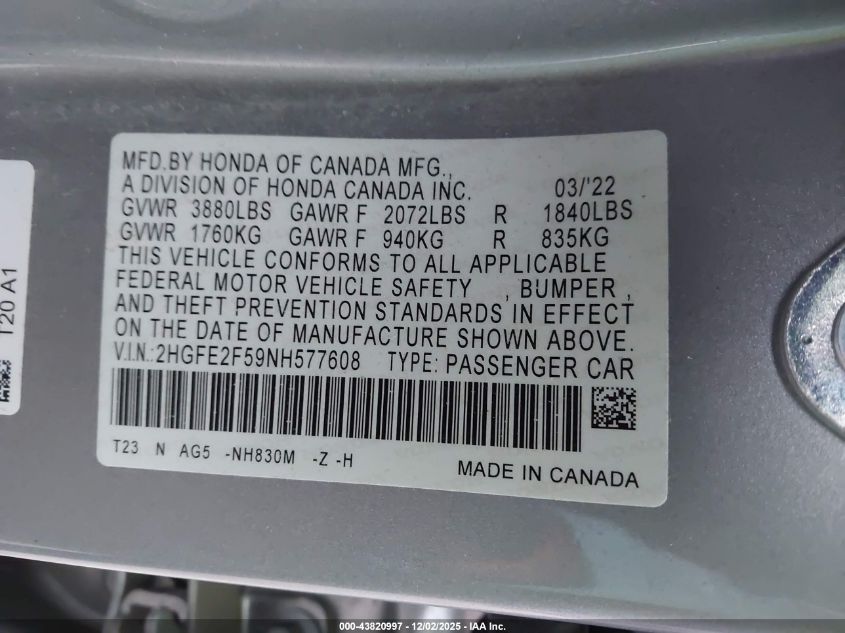 T20 A1
MFD.BY HONDA OF CANADA MFG.,
A DIVISION OF HONDA CANADA INC. 03/'22
GVWR 3880LBS GAWR F 2072LBS R 1840LBS
GVWR 1760KG GAWR F 940KG R 835KG
THIS VEHICLE CONFORMS TO ALL APPLICABLE
FEDERAL MOTOR VEHICLE SAFETY , BUMPER ,
AND THEFT PREVENTION STANDARDS IN EFFECT
ON THE DATE OF MANUFACTURE SHOWN ABOVE.
V.I.N.:2HGFE2F59NH577608 TYPE: PASSENGER CAR
T23 N AG5 -NH830M -Z -H
MADE IN CANADA
000-43820997 - 12/02/2025 - IAA Inc.